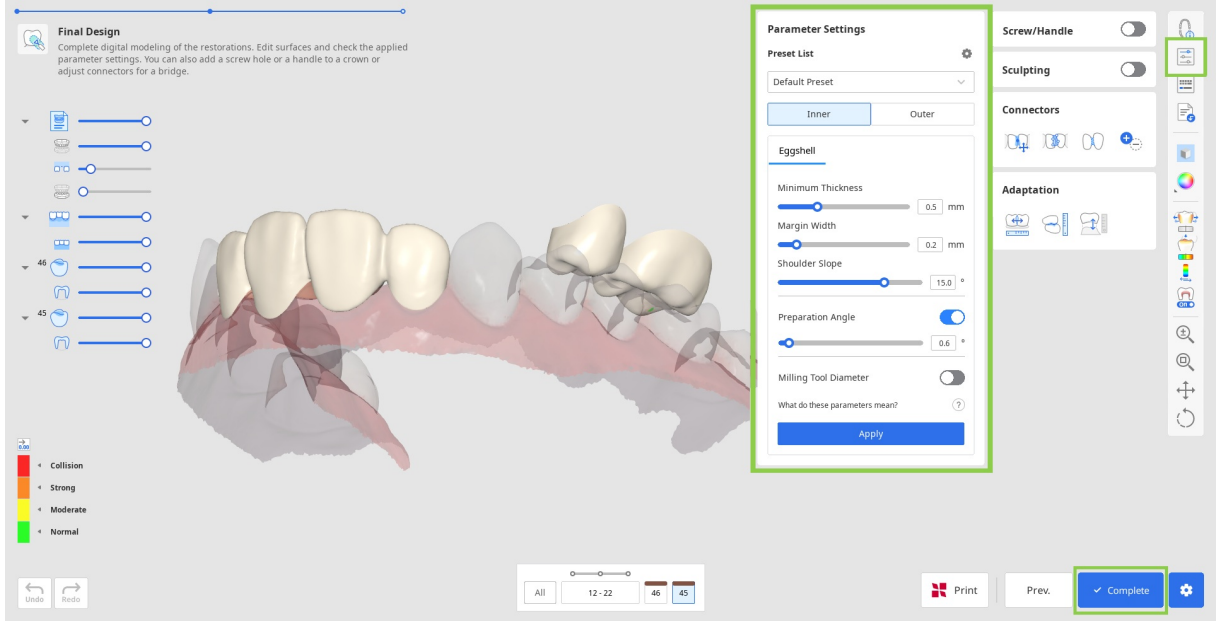 Final Design
Complete digital modeling of the restorations. Edit surfaces and check the applied
parameter settings. You can also add a screw hole or a handle to a crown or
adjust connectors for a bridge.
46
45
0.00
Collision
Strong
Moderate
Normal
Undo
Redo
Parameter Settings
Preset List
Default Preset
Inner
Outer
Eggshell
Minimum Thickness
0.5 mm
Margin Width
0.2 mm
Shoulder Slope
15.0 °
Preparation Angle
0.6 °
Milling Tool Diameter
What do these parameters mean?
?
Apply
Screw/Handle
Sculpting
Connectors
Adaptation
On
All
12 - 22
46
45
Print
Prev.
Complete